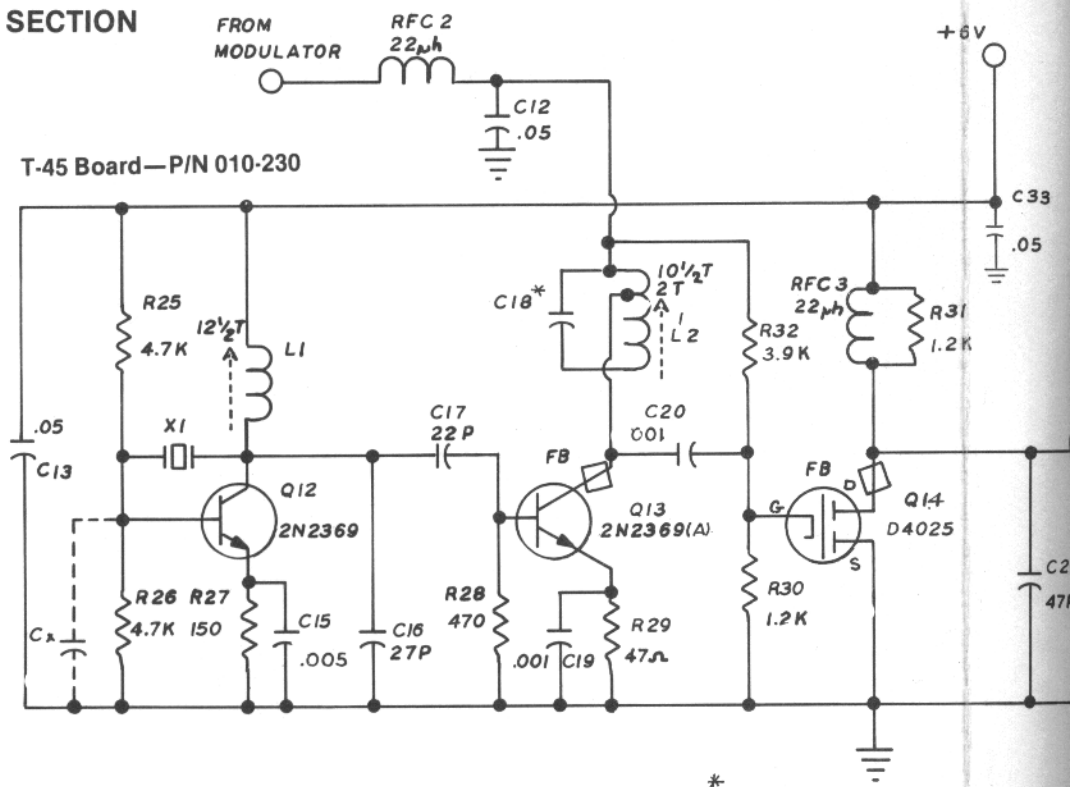 SECTION
FROM
MODULATOR
RFC 2
22µh
+6V
C12
.05
T-45 Board—P/N 010-230
C33
.05
R25
4.7K
12½T
L1
C18*
10½T
2T
L2
R32
3.9K
RFC3
22µh
R31
1.2K
.05
C13
X1
C17
22P
C20
.001
FB
FB
Q12
2N2369
Q13
2N2369(A)
G
D
S
Q14
D4025
Cx
R26
4.7K
R27
150
C15
.005
C16
27P
R28
470
.001
C19
R29
47Ω
R30
1.2K
C2
47P
*